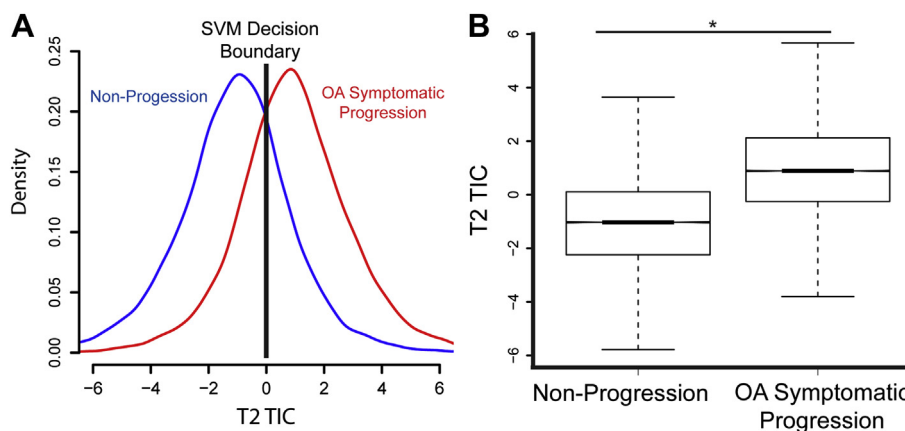 A
SVM Decision
Boundary
0.25
0.20
0.15
0.10
0.05
0.00
Density
Non-Progession
OA Symptomatic
Progression
-6
-4
-2
0
2
4
6
T2 TIC
B
*
6
4
2
0
-2
-4
-6
T2 TIC
Non-Progression
OA Symptomatic
Progression